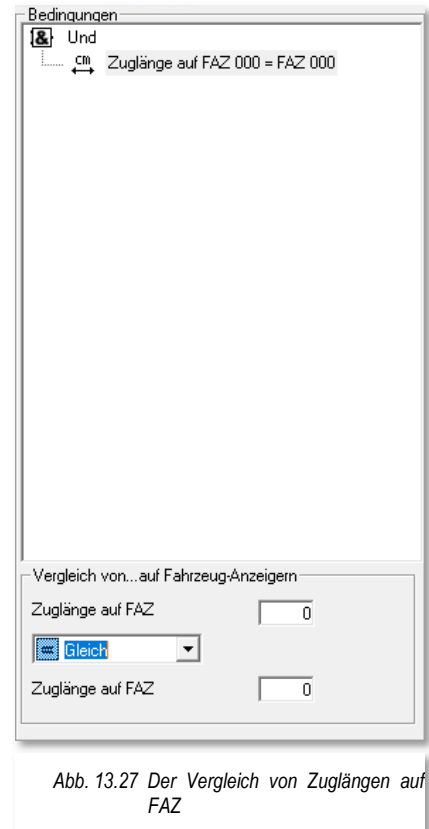 Bedingungen
& Und
cm Zuglänge auf FAZ 000 = FAZ 000
Vergleich von...auf Fahrzeug-Anzeigern
Zuglänge auf FAZ 0
Gleich
Zuglänge auf FAZ 0
Abb. 13.27 Der Vergleich von Zuglängen auf
FAZ